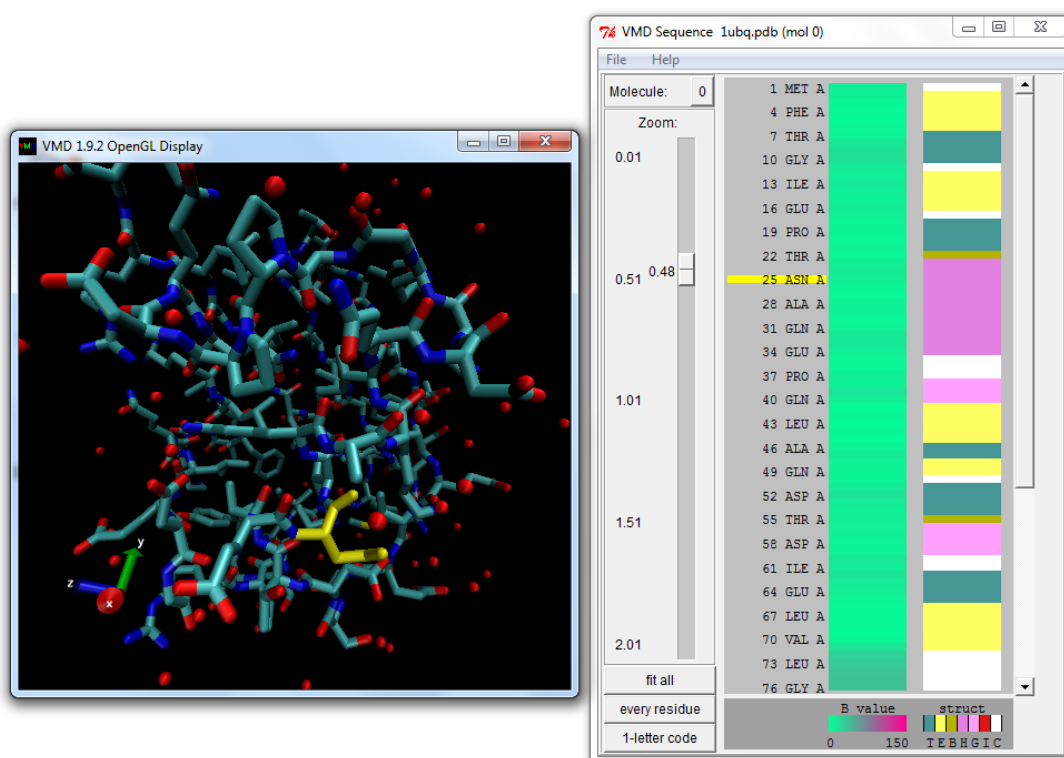 VMD Sequence 1ubq.pdb (mol 0)
File Help
Molecule: 0
Zoom:
0.01
0.51
0.48
1.01
1.51
2.01
fit all
every residue
1-letter code
1 MET A
4 PHE A
7 THR A
10 GLY A
13 ILE A
16 GLU A
19 PRO A
22 THR A
25 ASN A
28 ALA A
31 GLN A
34 GLU A
37 PRO A
40 GLN A
43 LEU A
46 ALA A
49 GLN A
52 ASP A
55 THR A
58 ASP A
61 ILE A
64 GLU A
67 LEU A
70 VAL A
73 LEU A
76 GLY A
B value struct
0 150 T E B H G I C
VMD 1.9.2 OpenGL Display
y
z
x